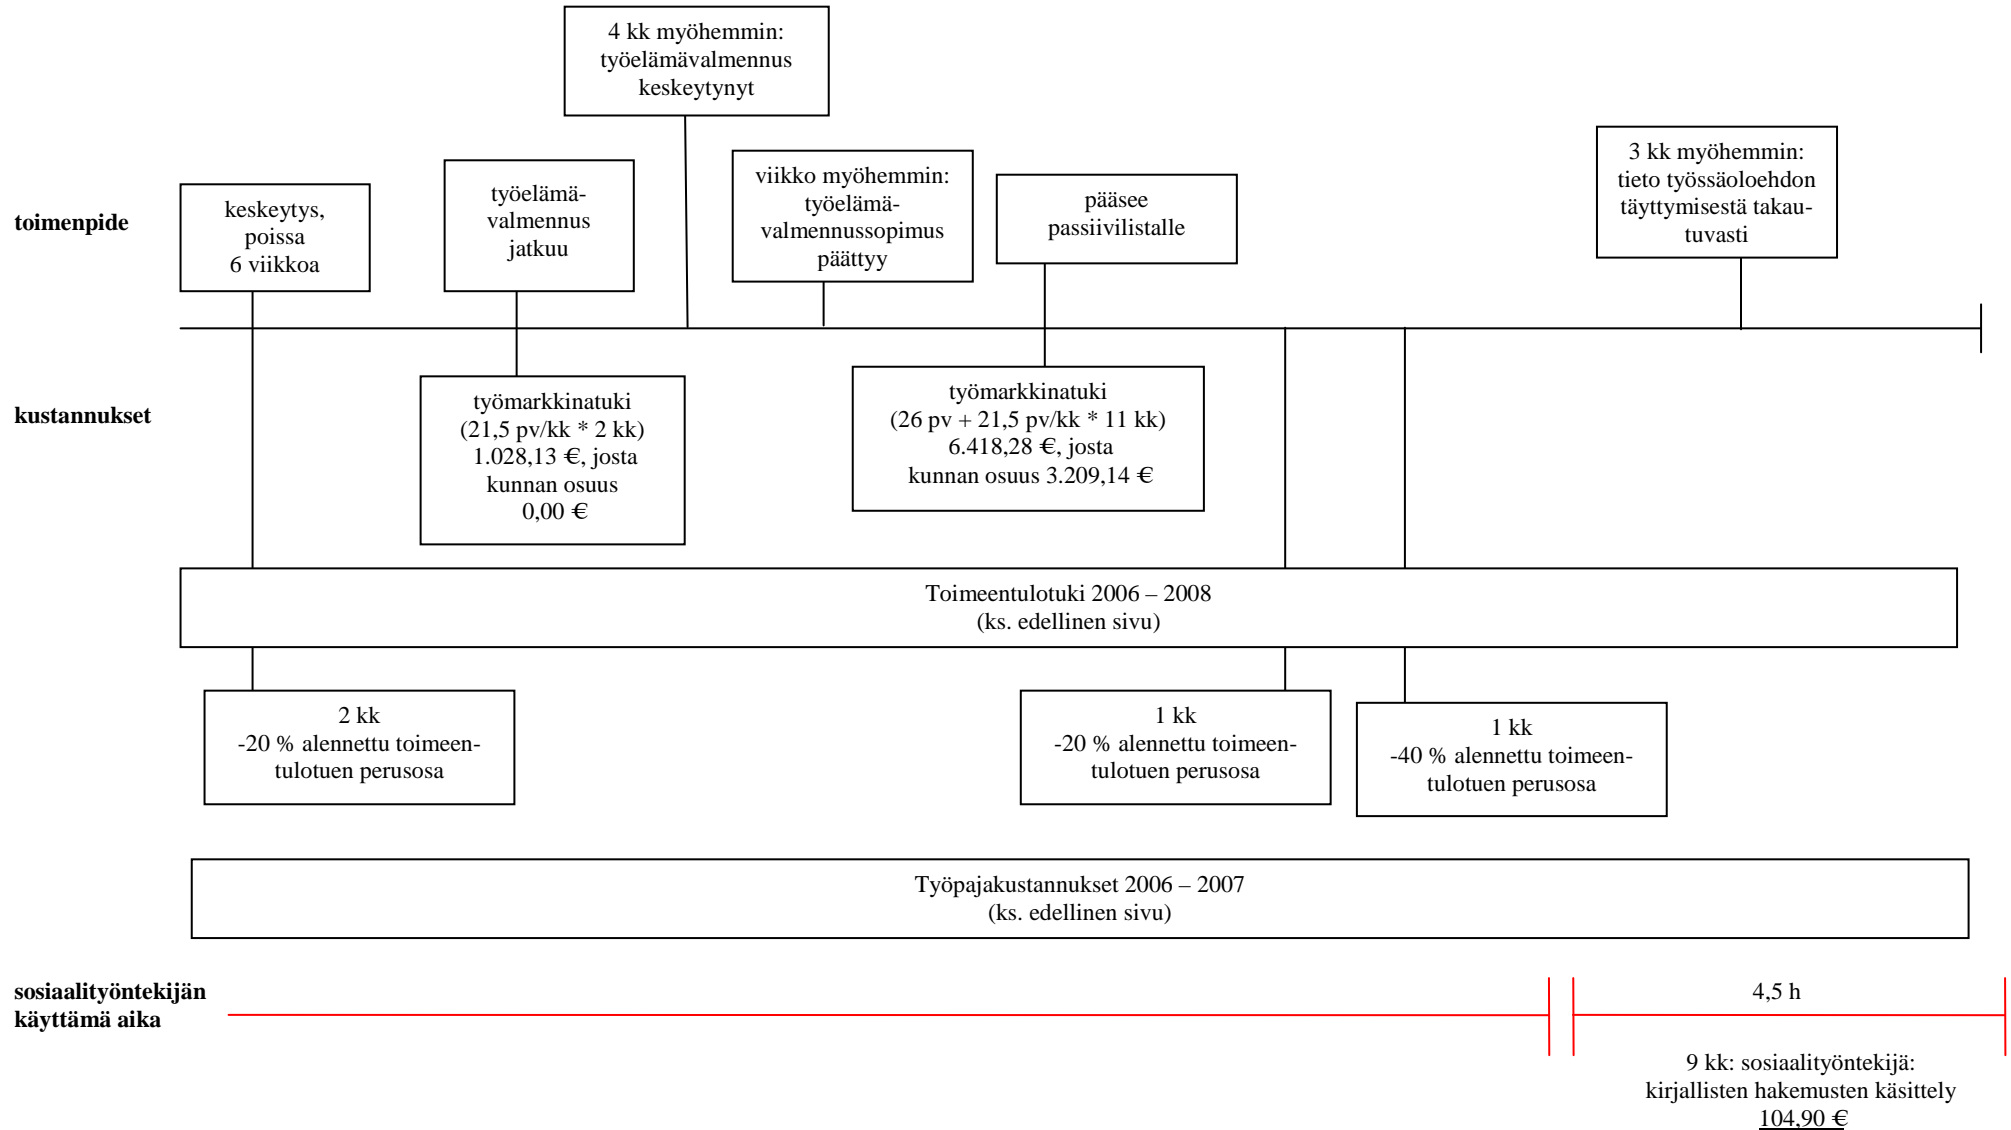 4 kk myöhemmin:
työelämävalmennus
keskeytynyt
toimenpide
keskeytys,
poissa
6 viikkoa
työelämä-
valmennus
jatkuu
viikko myöhemmin:
työelämä-
valmennussopimus
päättyy
pääsee
passiivilistalle
3 kk myöhemmin:
tieto työssäoloehdon
täyttymisestä takau-
tuvasti
kustannukset
työmarkkinatuki
(21,5 pv/kk * 2 kk)
1.028,13 €, josta
kunnan osuus
0,00 €
työmarkkinatuki
(26 pv + 21,5 pv/kk * 11 kk)
6.418,28 €, josta
kunnan osuus 3.209,14 €
Toimeentulotuki 2006 – 2008
(ks. edellinen sivu)
2 kk
-20 % alennettu toimeen-
tulotuen perusosa
1 kk
-20 % alennettu toimeen-
tulotuen perusosa
1 kk
-40 % alennettu toimeen-
tulotuen perusosa
Työpajakustannukset 2006 – 2007
(ks. edellinen sivu)
sosiaalityöntekijän
käyttämä aika
4,5 h
9 kk: sosiaalityöntekijä:
kirjallisten hakemusten käsittely
104,90 €